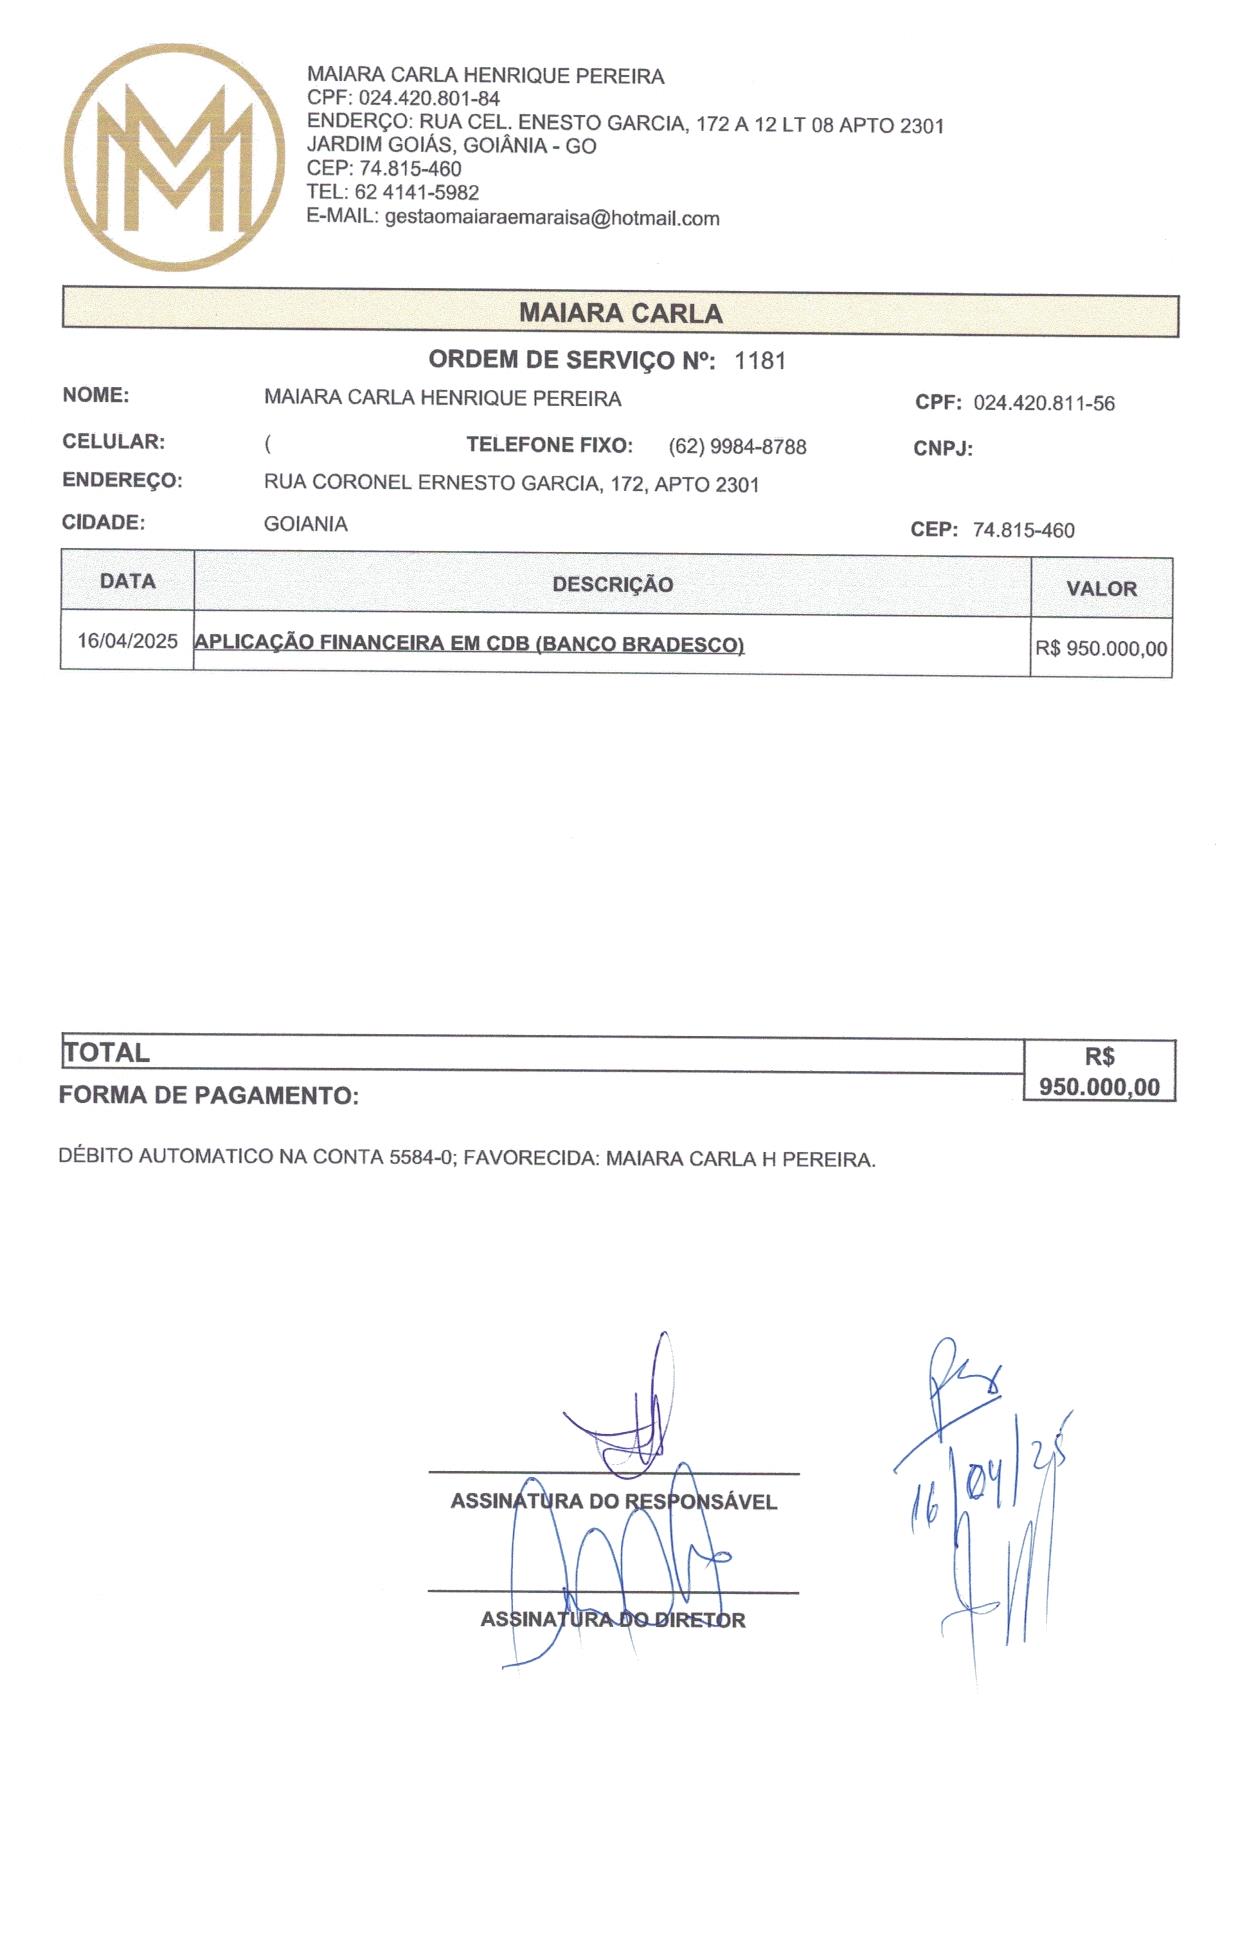 MAIARA CARLA HENRIQUE PEREIRA
CPF: 024.420.801-84
ENDERÇO: RUA CEL. ENESTO GARCIA, 172 A 12 LT 08 APTO 2301
JARDIM GOIÁS, GOIÂNIA - GO
CEP: 74.815-460
TEL: 62 4141-5982
E-MAIL: gestaomaiaraemaraisa@hotmail.com
MAIARA CARLA
ORDEM DE SERVIÇO Nº: 1181
NOME: MAIARA CARLA HENRIQUE PEREIRA CPF: 024.420.811-56
CELULAR: ( TELEFONE FIXO: (62) 9984-8788 CNPJ:
ENDEREÇO: RUA CORONEL ERNESTO GARCIA, 172, APTO 2301
CIDADE: GOIANIA CEP: 74.815-460
DATA DESCRIÇÃO VALOR
16/04/2025 APLICAÇÃO FINANCEIRA EM CDB (BANCO BRADESCO) R$ 950.000,00
TOTAL R$
950.000,00
FORMA DE PAGAMENTO:
DÉBITO AUTOMATICO NA CONTA 5584-0; FAVORECIDA: MAIARA CARLA H PEREIRA.
16/04/25
ASSINATURA DO RESPONSÁVEL
ASSINATURA DO DIRETOR